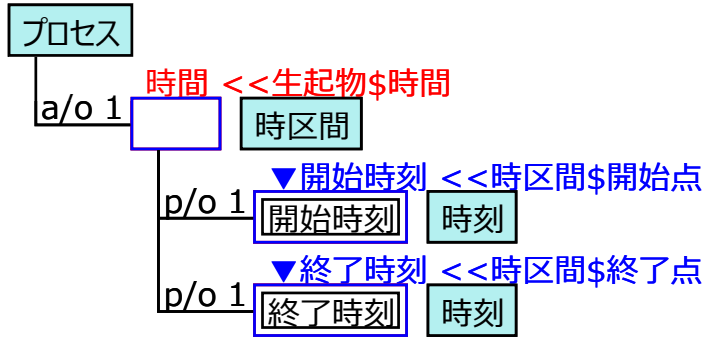 プロセス
時間 <<生起物$時間
a/o 1
時区間
▼開始時刻 <<時区間$開始点
p/o 1
開始時刻
時刻
▼終了時刻 <<時区間$終了点
p/o 1
終了時刻
時刻